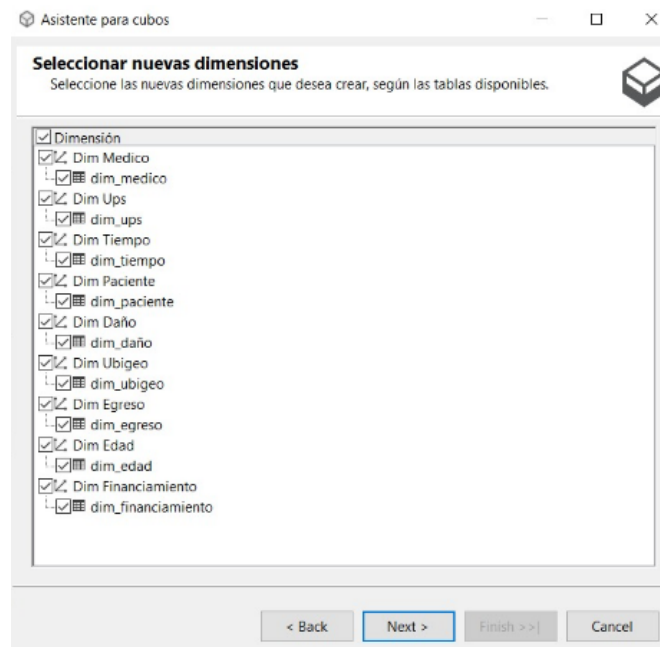 Asistente para cubos
Seleccionar nuevas dimensiones
Seleccione las nuevas dimensiones que desea crear, según las tablas disponibles.
Dimensión
Dim Medico
dim_medico
Dim Ups
dim_ups
Dim Tiempo
dim_tiempo
Dim Paciente
dim_paciente
Dim Daño
dim_daño
Dim Ubigeo
dim_ubigeo
Dim Egreso
dim_egreso
Dim Edad
dim_edad
Dim Financiamiento
dim_financiamiento
< Back Next > Finish >>| Cancel